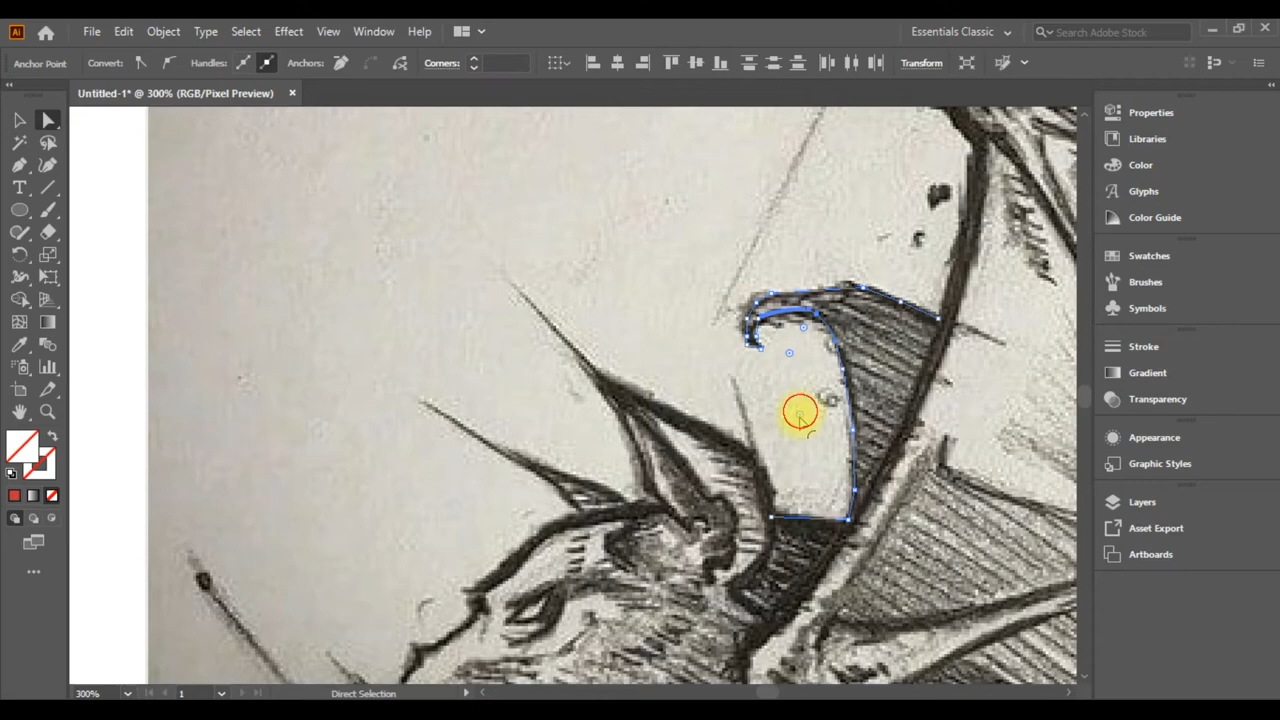 Ai File Edit Object Type Select Effect View Window Help Essentials Classic Search Adobe Stock
Anchor Point Convert: Handles: Anchors: Corners: Transform
Untitled-1* @ 300% (RGB/Pixel Preview) ×
Properties
Libraries
Color
Glyphs
Color Guide
Swatches
Brushes
Symbols
Stroke
Gradient
Transparency
Appearance
Graphic Styles
Layers
Asset Export
Artboards
300% 1 Direct Selection